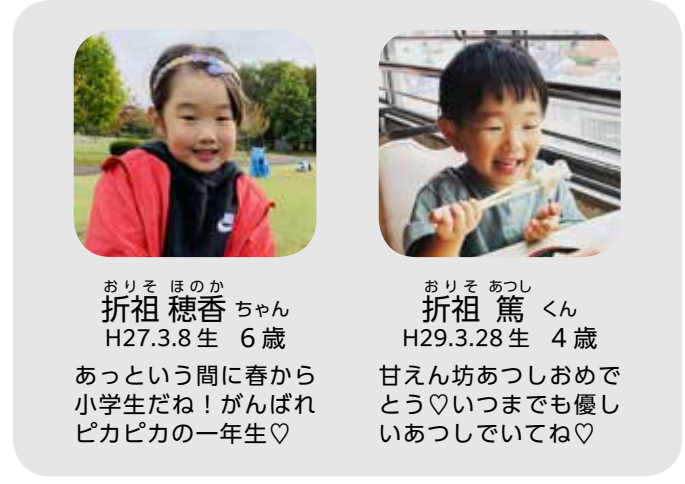 おりそ ほのか
折祖 穂香 ちゃん
H27.3.8 生 6 歳
あっという間に春から
小学生だね！がんばれ
ピカピカの一年生♡
おりそ あつし
折祖 篤 くん
H29.3.28 生 4 歳
甘えん坊あつしおめで
とう♡いつまでも優し
いあつしでいてね♡